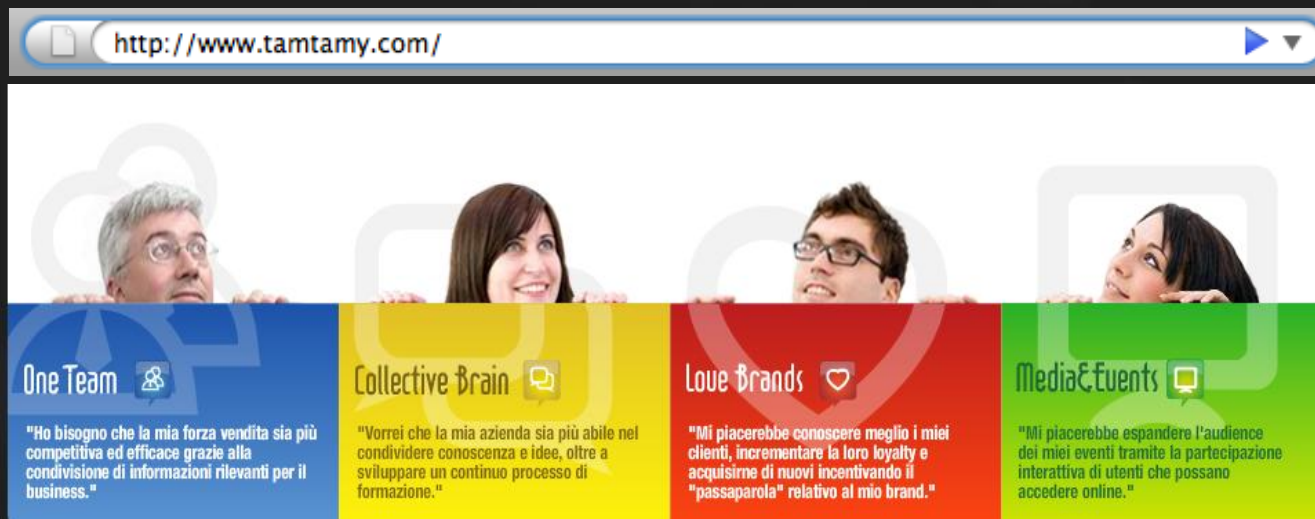 http://www.tamtamy.com/
One Team
"Ho bisogno che la mia forza vendita sia più
competitiva ed efficace grazie alla
condivisione di informazioni rilevanti per il
business."
Collective Brain
"Vorrei che la mia azienda sia più abile nel
condividere conoscenza e idee, oltre a
sviluppare un continuo processo di
formazione."
Love Brands
"Mi piacerebbe conoscere meglio i miei
clienti, incrementare la loro loyalty e
acquisirne di nuovi incentivando il
"passaparola" relativo al mio brand."
Media&Events
"Mi piacerebbe espandere l'audience
dei miei eventi tramite la partecipazione
interattiva di utenti che possano
accedere online."